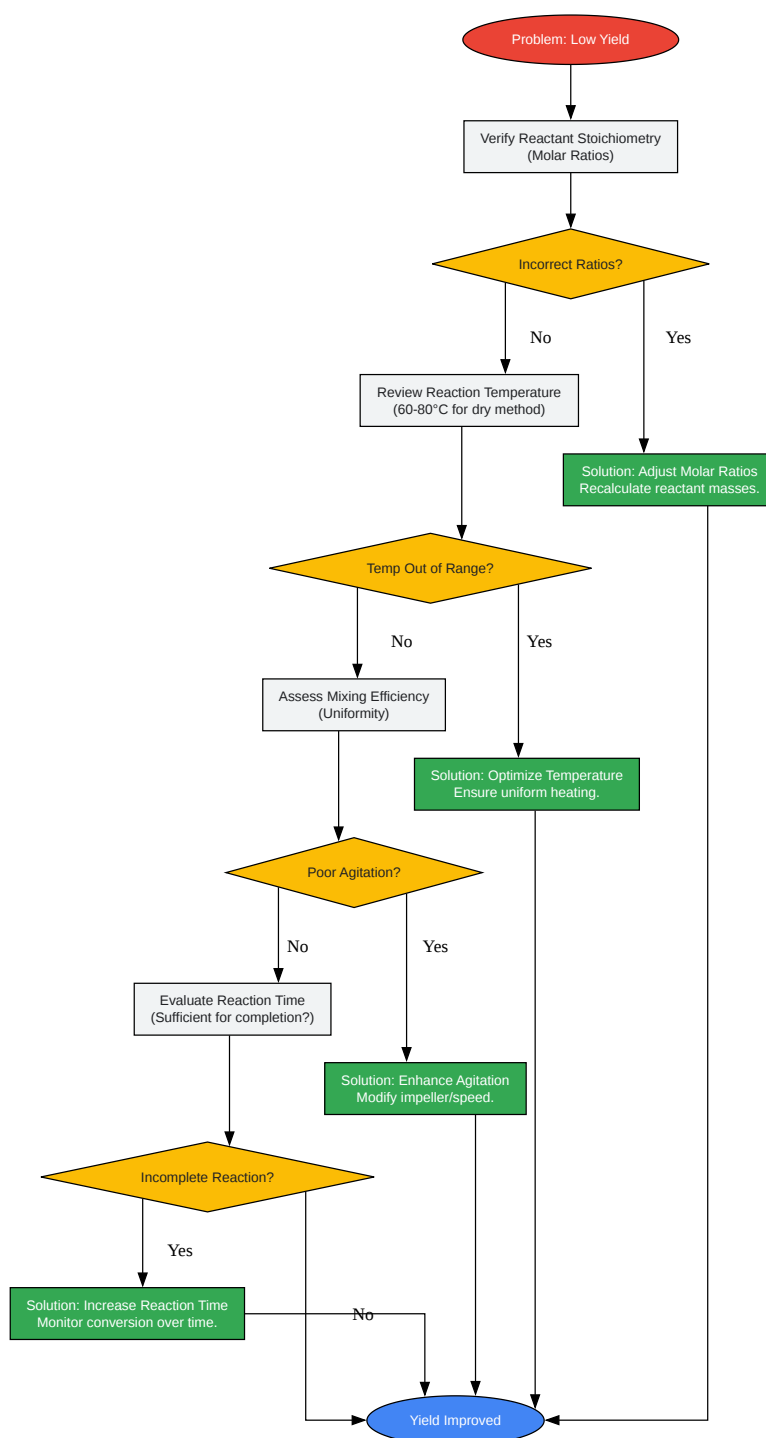 Problem: Low Yield
Verify Reactant Stoichiometry
(Molar Ratios)
Incorrect Ratios?
No
Yes
Review Reaction Temperature
(60-80°C for dry method)
Solution: Adjust Molar Ratios
Recalculate reactant masses.
Temp Out of Range?
No
Yes
Assess Mixing Efficiency
(Uniformity)
Solution: Optimize Temperature
Ensure uniform heating.
Poor Agitation?
No
Yes
Evaluate Reaction Time
(Sufficient for completion?)
Solution: Enhance Agitation
Modify impeller/speed.
Incomplete Reaction?
Yes
Solution: Increase Reaction Time
Monitor conversion over time.
No
Yield Improved